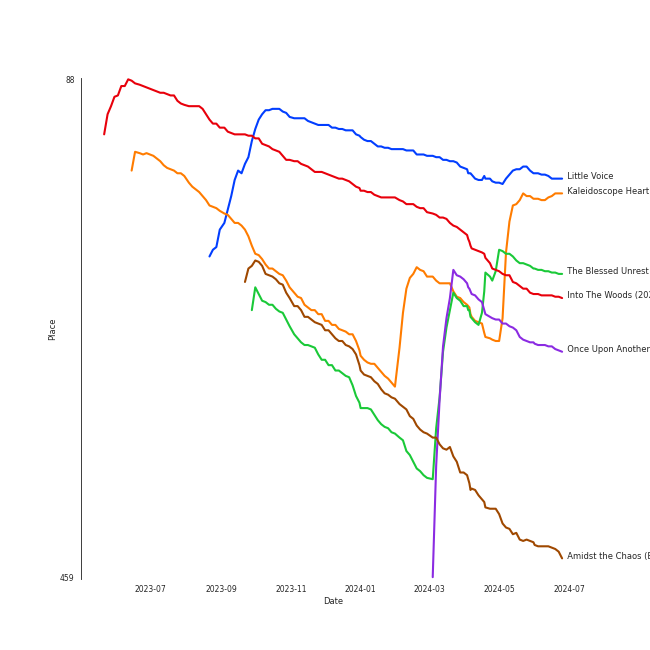 88
Little Voice
Kaleidoscope Heart
The Blessed Unrest
Into The Woods (202
Place
Once Upon Another
Amidst the Chaos (E
459
2023-07 2023-09 2023-11 2024-01 2024-03 2024-05 2024-07
Date